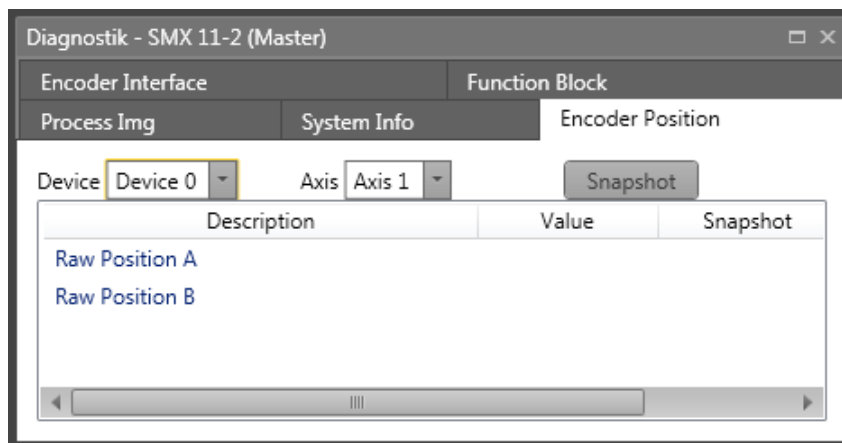 Diagnostik - SMX 11-2 (Master)
Encoder Interface Function Block
Process Img System Info Encoder Position
Device Device 0 Axis Axis 1 Snapshot
Description Value Snapshot
Raw Position A
Raw Position B